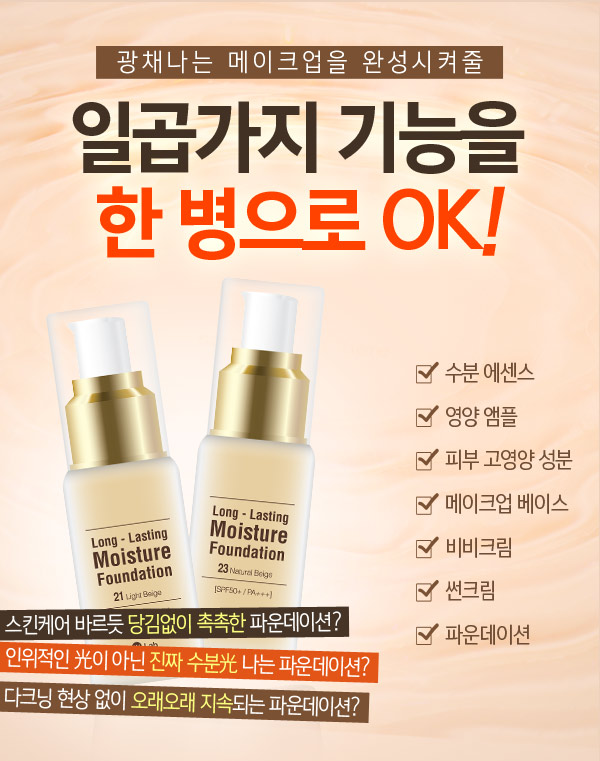 광채나는 메이크업을 완성시켜줄
일곱가지 기능을
한 병으로 OK!
수분 에센스
영양 앰플
피부 고영양 성분
메이크업 베이스
비비크림
썬크림
파운데이션
Long - Lasting
Moisture
Foundation
21 Light Beige
Long - Lasting
Moisture
Foundation
23 Natural Beige
[SPF50+ / PA+++]
Lab
스킨케어 바르듯 당김없이 촉촉한 파운데이션?
인위적인 光이 아닌 진짜 수분光 나는 파운데이션?
다크닝 현상 없이 오래오래 지속되는 파운데이션?